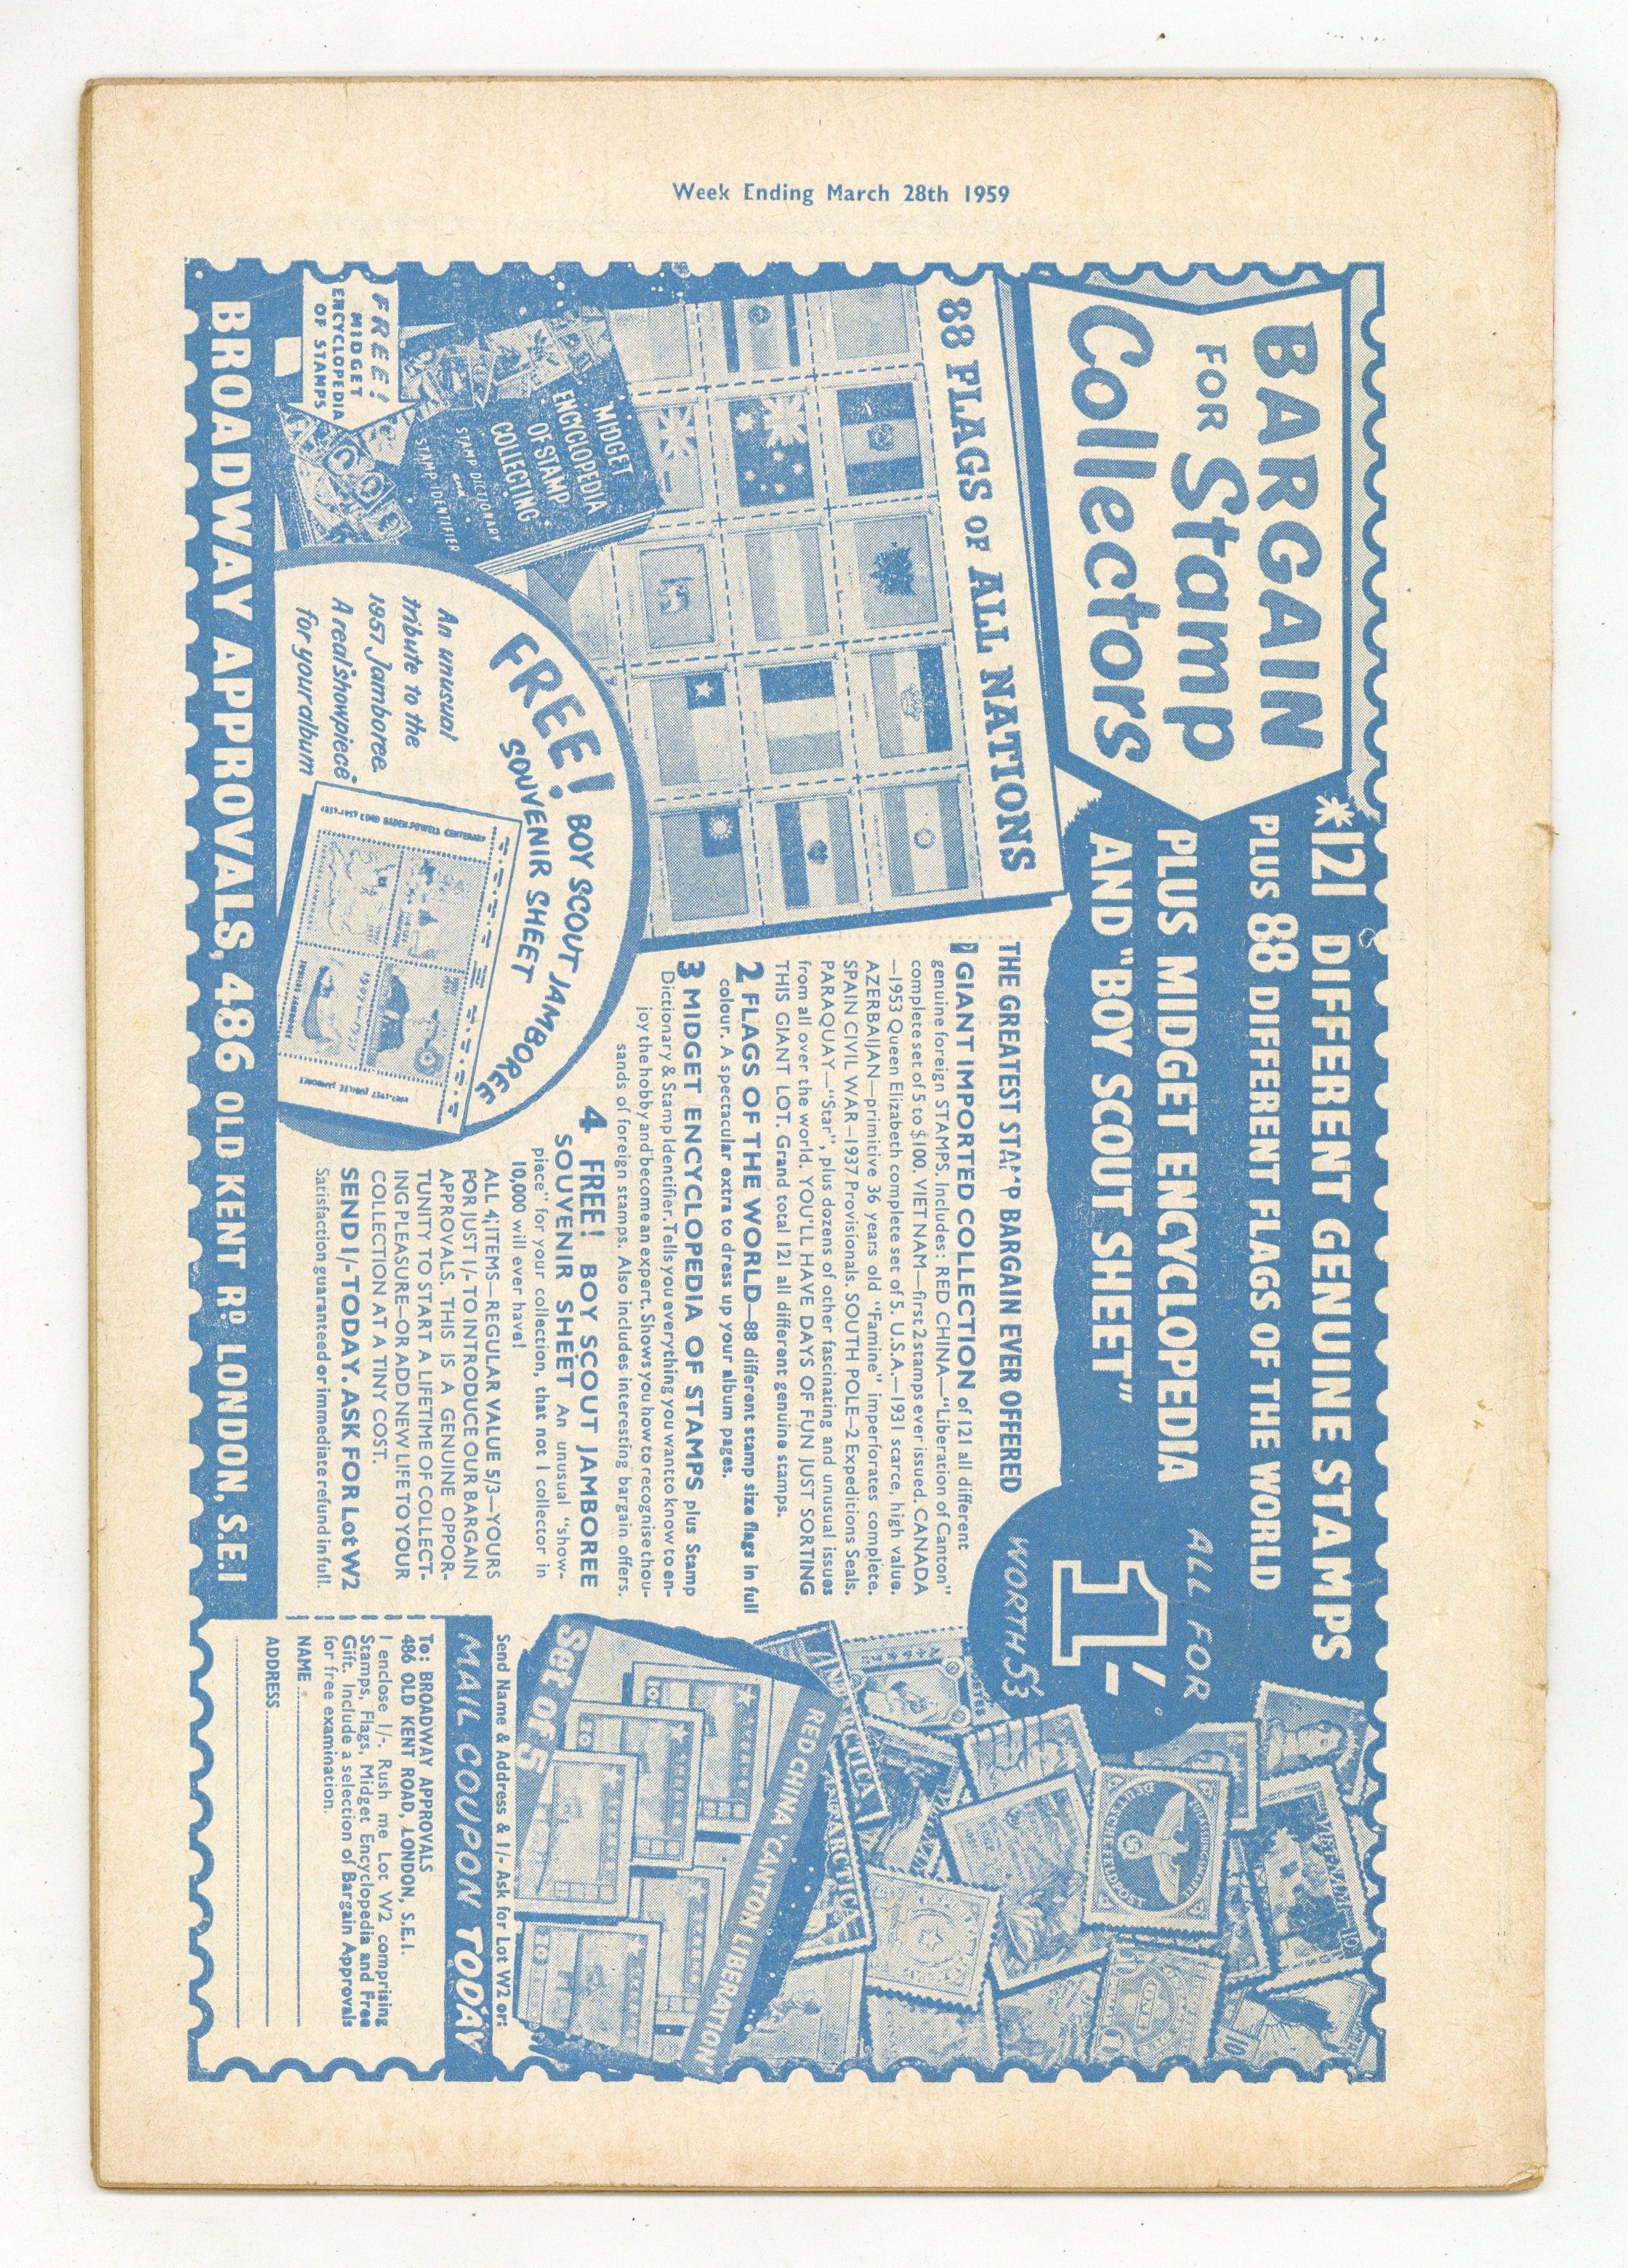 Week Ending March 28th 1959
BARGAIN
FOR Stamp
Collectors
*121 DIFFERENT GENUINE STAMPS
PLUS 88 DIFFERENT FLAGS OF THE WORLD
PLUS MIDGET ENCYCLOPEDIA
AND "BOY SCOUT SHEET"
ALL FOR
1/-
WORTH 5/3
88 FLAGS OF ALL NATIONS
THE GREATEST STAMP BARGAIN EVER OFFERED
1 GIANT IMPORTED COLLECTION of 121 all different
genuine foreign STAMPS. Includes: RED CHINA—"Liberation of Canton"
complete set of 5 to $100. VIET NAM—first 2 stamps ever issued. CANADA
—1953 Queen Elizabeth complete set of 5. U.S.A.—1931 scarce, high value.
AZERBAIJAN—primitive 36 years old "Famine" imperforates complete.
SPAIN CIVIL WAR—1937 Provisionals. SOUTH POLE—2 Expeditions Seals.
PARAQUAY—"Star", plus dozens of other fascinating and unusual issues
from all over the world. YOU'LL HAVE DAYS OF FUN JUST SORTING
THIS GIANT LOT. Grand total 121 all different genuine stamps.
2 FLAGS OF THE WORLD—88 different stamp size flags in full
colour. A spectacular extra to dress up your album pages.
3 MIDGET ENCYCLOPEDIA OF STAMPS plus Stamp
Dictionary & Stamp Identifier. Tells you everything you want to know to en-
joy the hobby and become an expert. Shows you how to recognise thou-
sands of foreign stamps. Also includes interesting bargain offers.
4 FREE! BOY SCOUT JAMBOREE
SOUVENIR SHEET An unusual "show-
piece" for your collection, that not 1 collector in
10,000 will ever have!
ALL 4 ITEMS—REGULAR VALUE 5/3—YOURS
FOR JUST 1/- TO INTRODUCE OUR BARGAIN
APPROVALS. THIS IS A GENUINE OPPOR-
TUNITY TO START A LIFETIME OF COLLECT-
ING PLEASURE—OR ADD NEW LIFE TO YOUR
COLLECTION AT A TINY COST.
SEND 1/- TODAY. ASK FOR Lot W2
Satisfaction guaranteed or immediate refund in full.
MIDGET
ENCYCLOPEDIA
OF STAMP
COLLECTING
STAMP DICTIONARY
and
STAMP IDENTIFIER
FREE!
MIDGET
ENCYCLOPEDIA
OF STAMPS
FREE! BOY SCOUT JAMBOREE
SOUVENIR SHEET
An unusual
tribute to the
1957 Jamboree.
A real "showpiece"
for your album
1857-1957 LORD BADEN-POWELL CENTENARY
1907-1957 JUBILEE JAMBOREE
ANTARCTICA
DEUTSCHE FELDPOST
LUFTPOST
RED CHINA 'CANTON LIBERATION'
Set of 5
Send Name & Address & 1/- Ask for Lot W2 or:
MAIL COUPON TODAY
To: BROADWAY APPROVALS
486 OLD KENT ROAD, LONDON, S.E.1.
I enclose 1/-. Rush me Lot W2 comprising
Stamps, Flags, Midget Encyclopedia and Free
Gift. Include a selection of Bargain Approvals
for free examination.
NAME
ADDRESS
BROADWAY APPROVALS, 486 OLD KENT RD LONDON, S.E.1